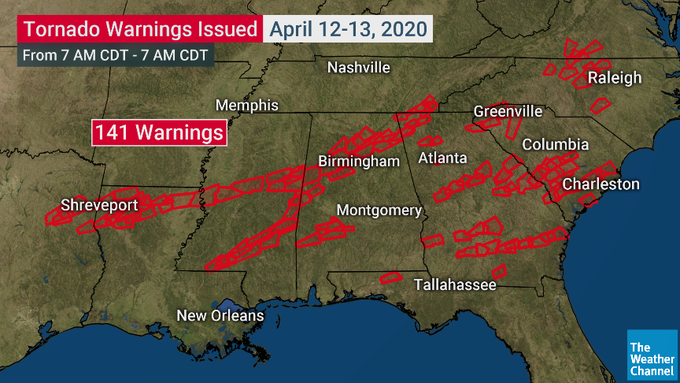 Tornado Warnings Issued April 12-13, 2020
From 7 AM CDT - 7 AM CDT
Nashville
Raleigh
Memphis
Greenville
141 Warnings
Birmingham
Atlanta
Columbia
Charleston
Shreveport
Montgomery
Tallahassee
New Orleans
The
Weather
Channel